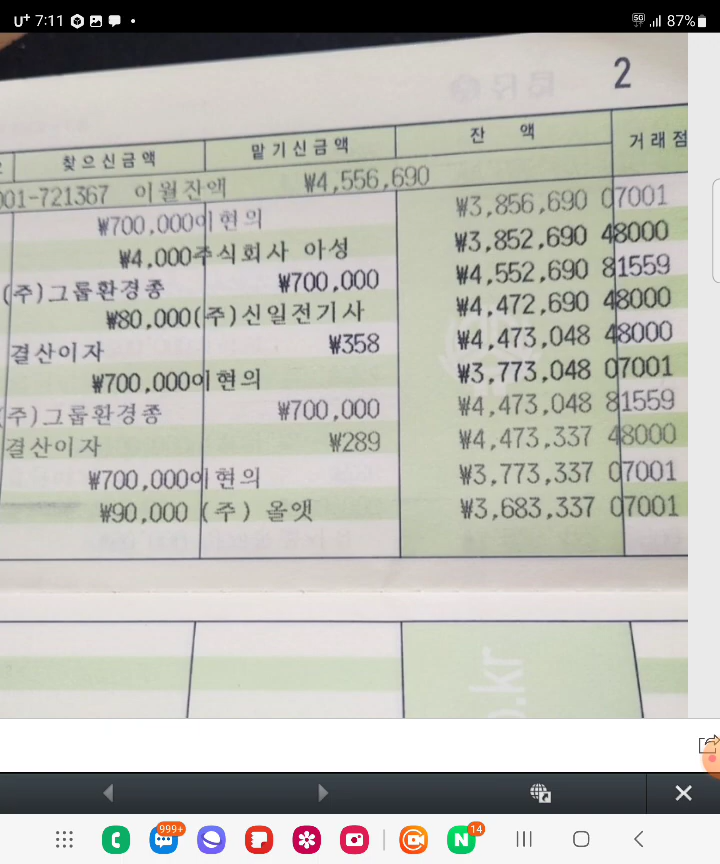 U+ 7:11 5G 87%
2
찾으신금액 맡기신금액 잔 액 거래점
001-721367 이월잔액 ₩4,556,690
₩700,000이현의 ₩3,856,690 07001
₩4,000주식회사 아성 ₩3,852,690 48000
(주)그룹환경종 ₩700,000 ₩4,552,690 81559
₩80,000(주)신일전기사 ₩4,472,690 48000
결산이자 ₩358 ₩4,473,048 48000
₩700,000이현의 ₩3,773,048 07001
(주)그룹환경종 ₩700,000 ₩4,473,048 81559
결산이자 ₩289 ₩4,473,337 48000
₩700,000이현의 ₩3,773,337 07001
₩90,000 (주) 올앳 ₩3,683,337 07001
.kr
999+ 14